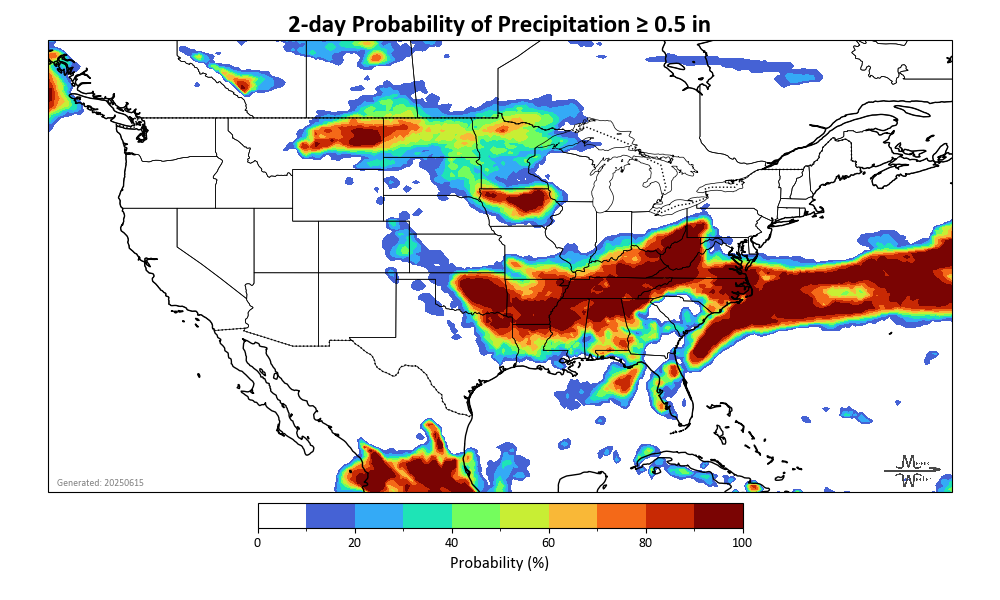 2-day Probability of Precipitation ≥ 0.5 in
Generated: 20250615
0 20 40 60 80 100
Probability (%)